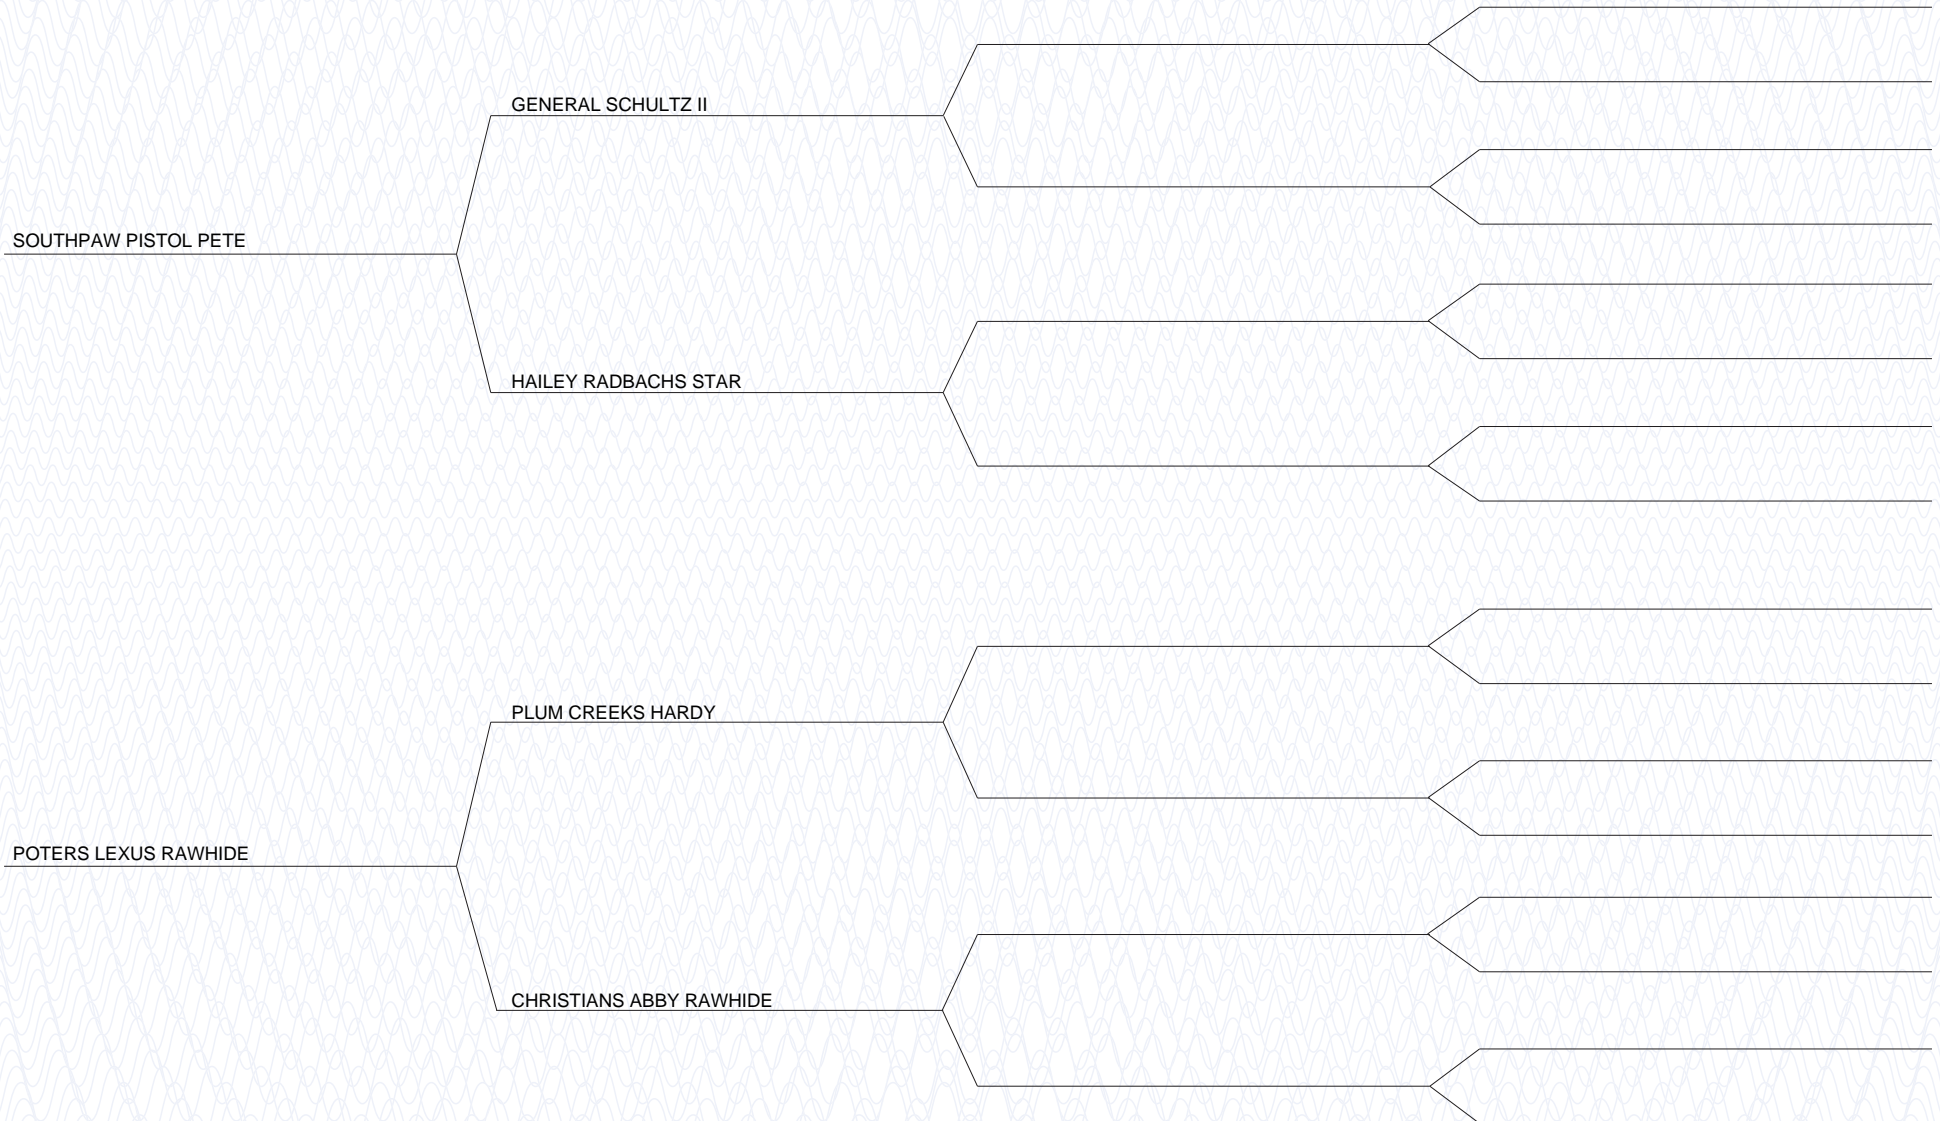 GENERAL SCHULTZ II
SOUTHPAW PISTOL PETE
HAILEY RADBACHS STAR
PLUM CREEKS HARDY
POTERS LEXUS RAWHIDE
CHRISTIANS ABBY RAWHIDE